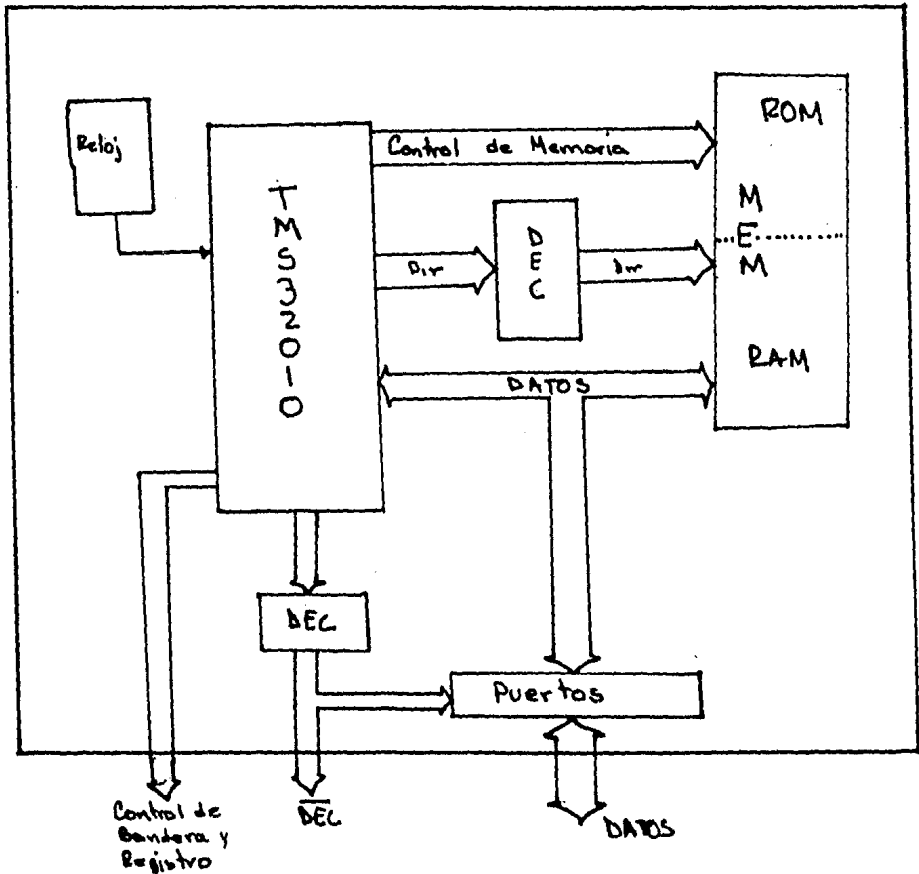 Reloj
TMS32010
Control de Memoria
ROM
MEM
RAM
Dir
DEC
Dir
DATOS
DEC
Puertos
Control de
Bandera y
Registro
DEC
DATOS